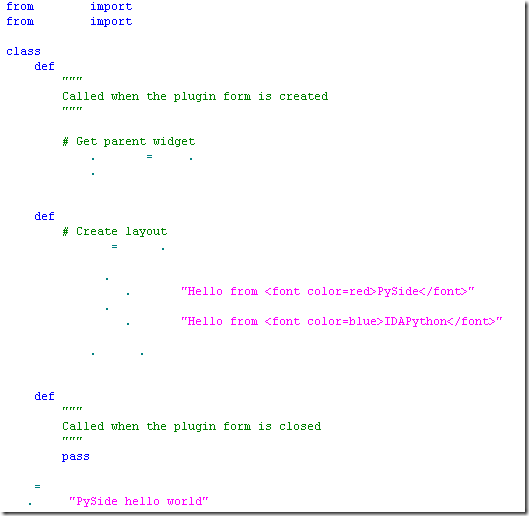 from import
from import
class
def
"""
Called when the plugin form is created
"""
# Get parent widget
. = .
.
def
# Create layout
= .
.
. "Hello from <font color=red>PySide</font>"
.
. "Hello from <font color=blue>IDAPython</font>"
. .
def
"""
Called when the plugin form is closed
"""
pass
=
. "PySide hello world"